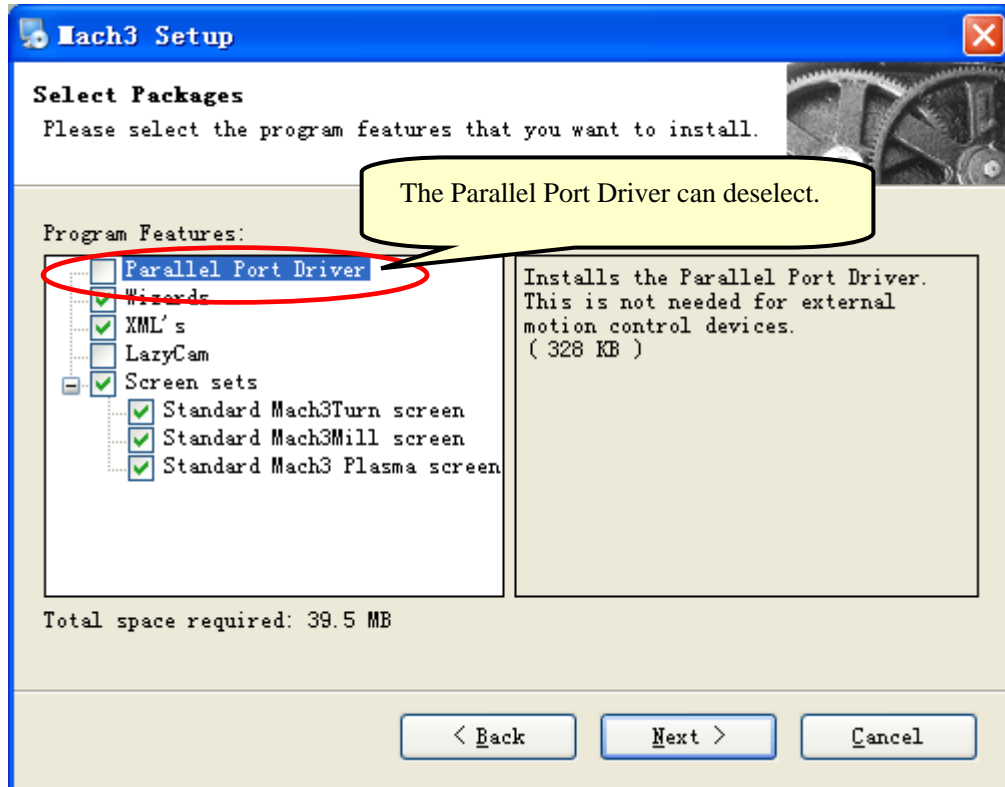 Mach3 Setup
Select Packages
Please select the program features that you want to install.
The Parallel Port Driver can deselect.
Program Features:
Parallel Port Driver
Wizards
XML's
LazyCam
Screen sets
Standard Mach3Turn screen
Standard Mach3Mill screen
Standard Mach3 Plasma screen
Installs the Parallel Port Driver.
This is not needed for external
motion control devices.
( 328 KB )
Total space required: 39.5 MB
< Back
Next >
Cancel